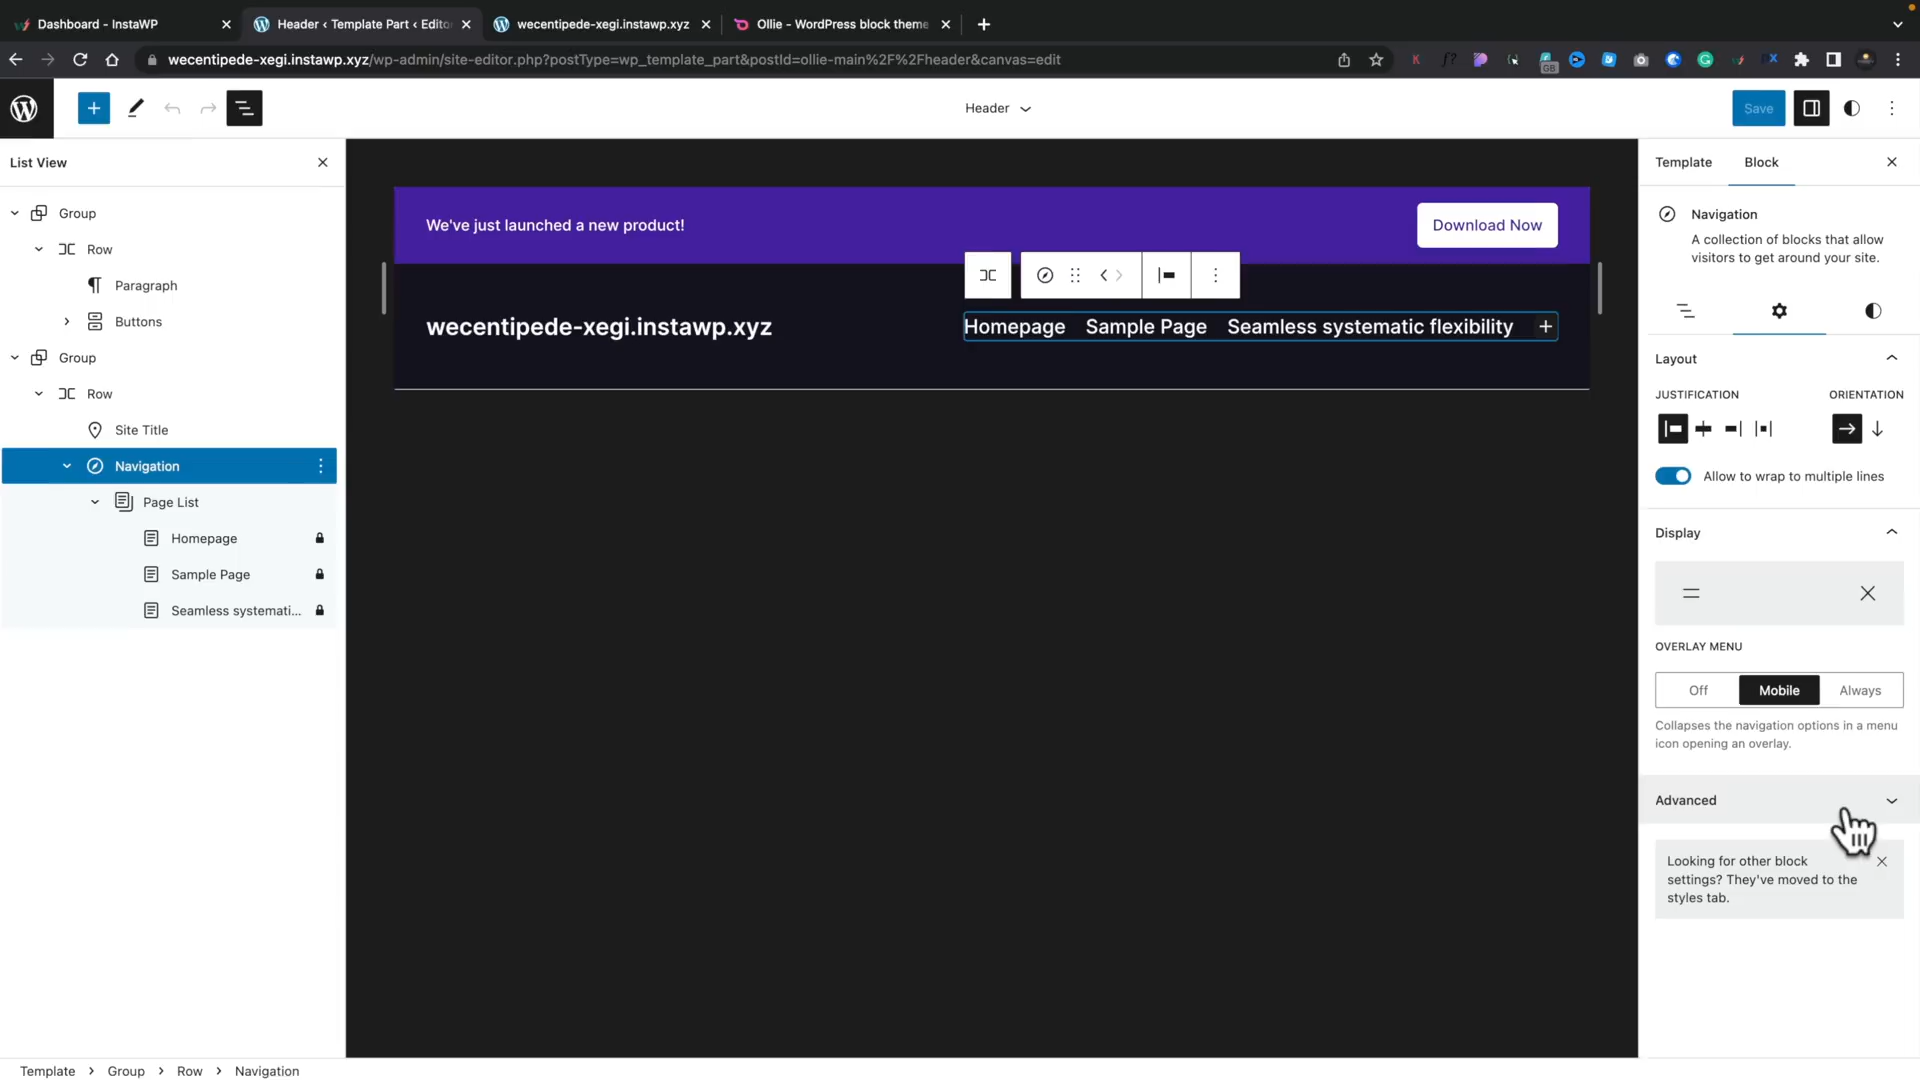 Dashboard - InstaWP
Header ‹ Template Part ‹ Editor
wecentipede-xegi.instawp.xyz
Ollie - WordPress block theme
wecentipede-xegi.instawp.xyz/wp-admin/site-editor.php?postType=wp_template_part&postId=ollie-main%2F%2Fheader&canvas=edit
GB
Header
Save
List View
Group
Row
Paragraph
Buttons
Group
Row
Site Title
Navigation
Page List
Homepage
Sample Page
Seamless systemati...
We've just launched a new product!
Download Now
wecentipede-xegi.instawp.xyz
Homepage Sample Page Seamless systematic flexibility
Template Block
Navigation
A collection of blocks that allow
visitors to get around your site.
Layout
JUSTIFICATION ORIENTATION
Allow to wrap to multiple lines
Display
OVERLAY MENU
Off Mobile Always
Collapses the navigation options in a menu
icon opening an overlay.
Advanced
Looking for other block
settings? They've moved to the
styles tab.
Template > Group > Row > Navigation